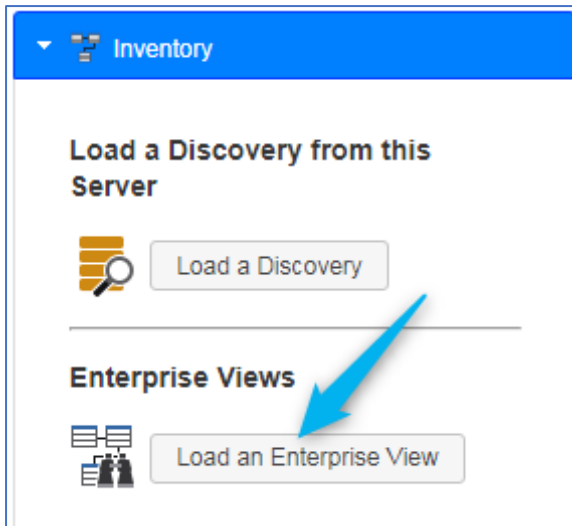 Inventory
Load a Discovery from this
Server
Load a Discovery
Enterprise Views
Load an Enterprise View